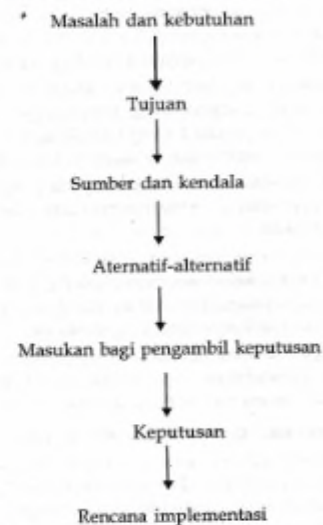 Masalah dan kebutuhan
Tujuan
Sumber dan kendala
Aternatif-alternatif
Masukan bagi pengambil keputusan
Keputusan
Rencana implementasi